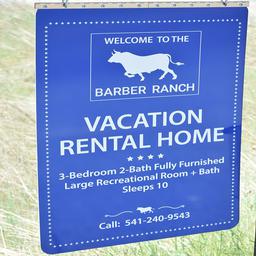 WELCOME TO THE
BARBER RANCH
VACATION
RENTAL HOME
3-Bedroom 2-Bath Fully Furnished
Large Recreational Room + Bath
Sleeps 10
Call: 541-240-9543